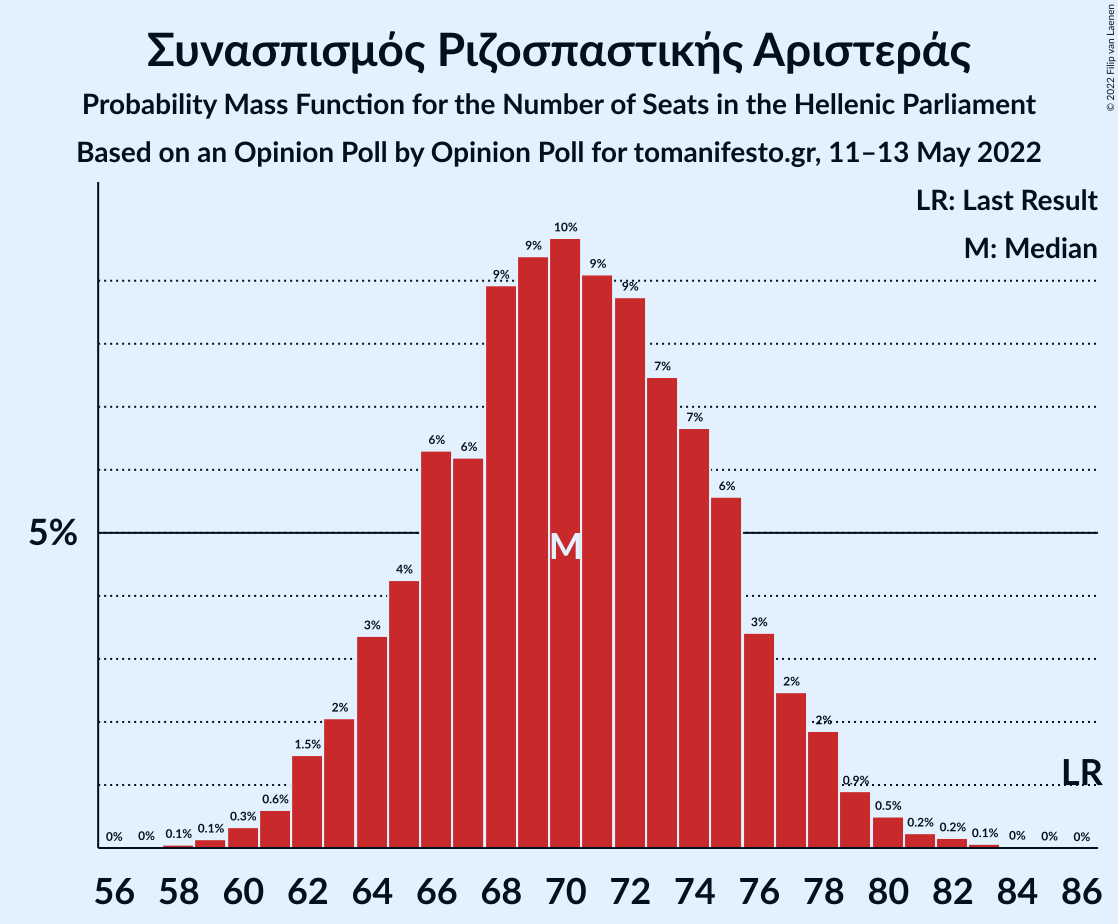 Συνασπισμός Ριζοσπαστικής Αριστεράς
Probability Mass Function for the Number of Seats in the Hellenic Parliament
Based on an Opinion Poll by Opinion Poll for tomanifesto.gr, 11–13 May 2022
© 2022 Filip van Laenen
LR: Last Result
M: Median
5%
0% 0% 0.1% 0.1% 0.3% 0.6% 1.5% 2% 3% 4% 6% 6% 9% 9% 10% 9% 9% 7% 7% 6% 3% 2% 2% 0.9% 0.5% 0.2% 0.2% 0.1% 0% 0% 0%
M
LR
56 58 60 62 64 66 68 70 72 74 76 78 80 82 84 86